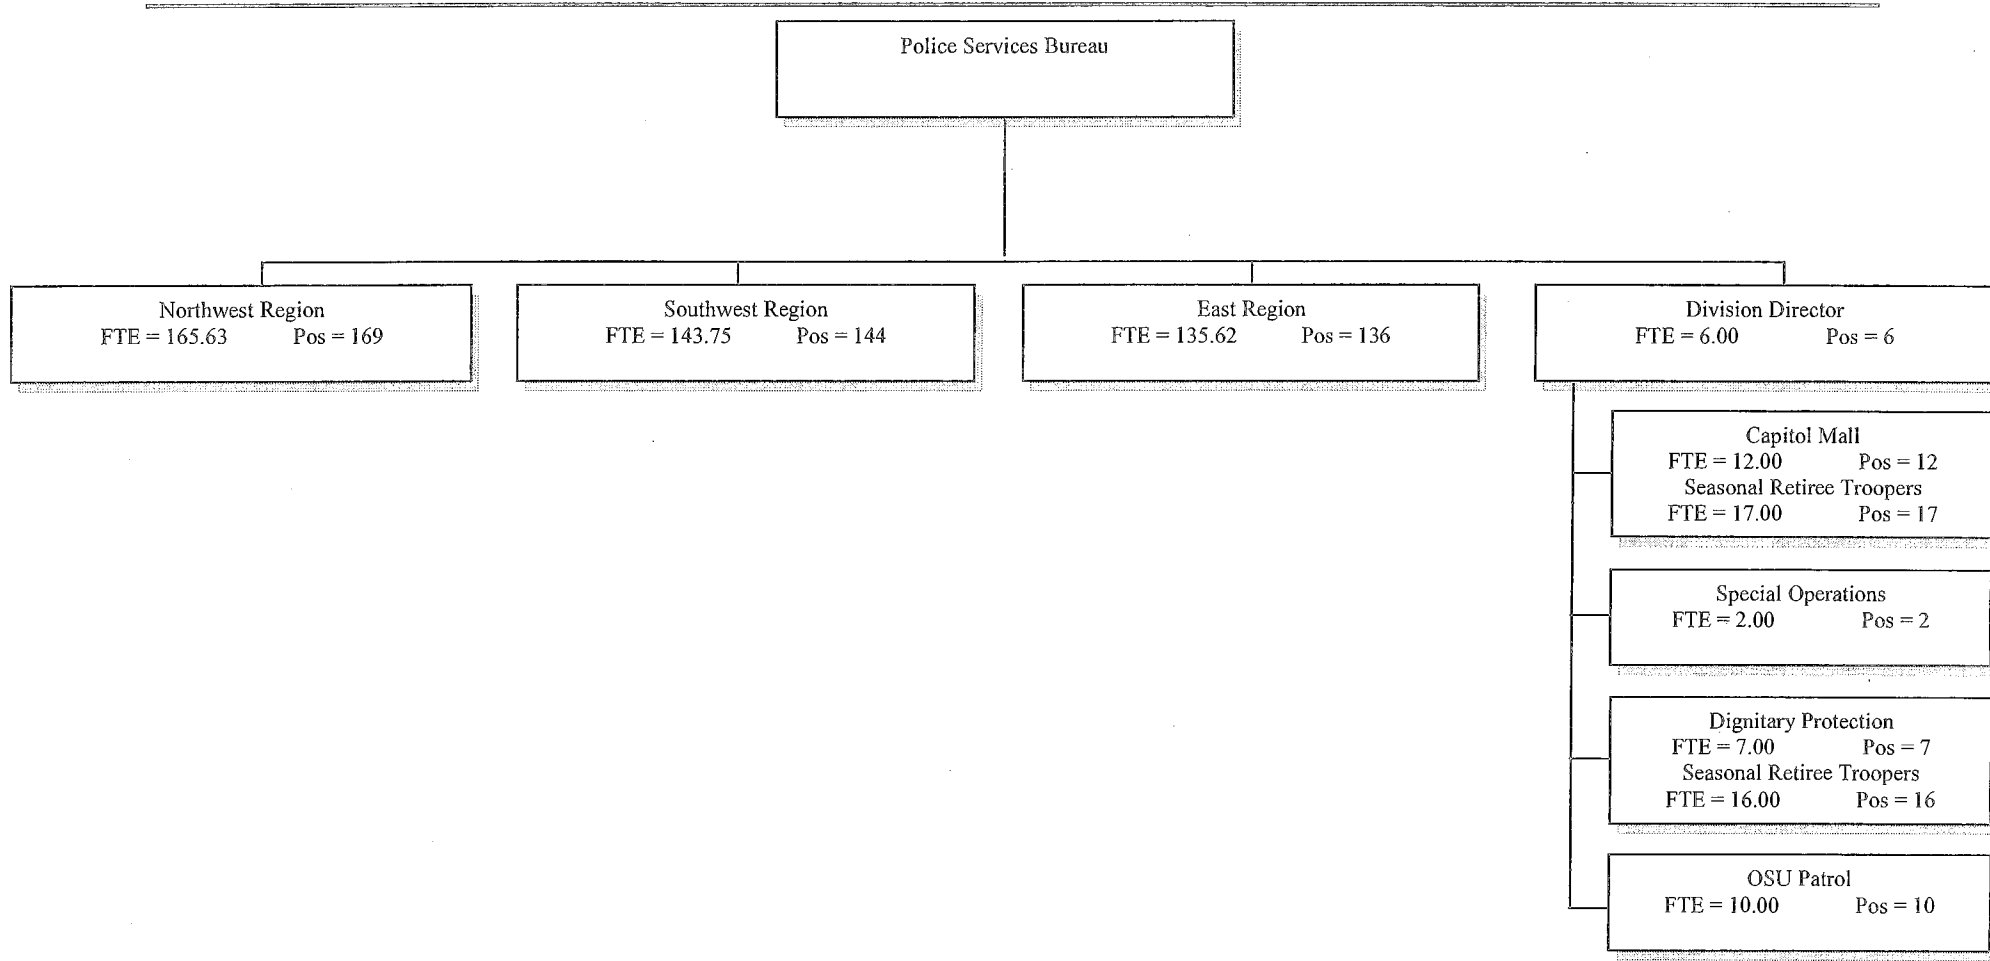 Police Services Bureau
Northwest Region
FTE = 165.63 Pos = 169
Southwest Region
FTE = 143.75 Pos = 144
East Region
FTE = 135.62 Pos = 136
Division Director
FTE = 6.00 Pos = 6
Capitol Mall
FTE = 12.00 Pos = 12
Seasonal Retiree Troopers
FTE = 17.00 Pos = 17
Special Operations
FTE = 2.00 Pos = 2
Dignitary Protection
FTE = 7.00 Pos = 7
Seasonal Retiree Troopers
FTE = 16.00 Pos = 16
OSU Patrol
FTE = 10.00 Pos = 10